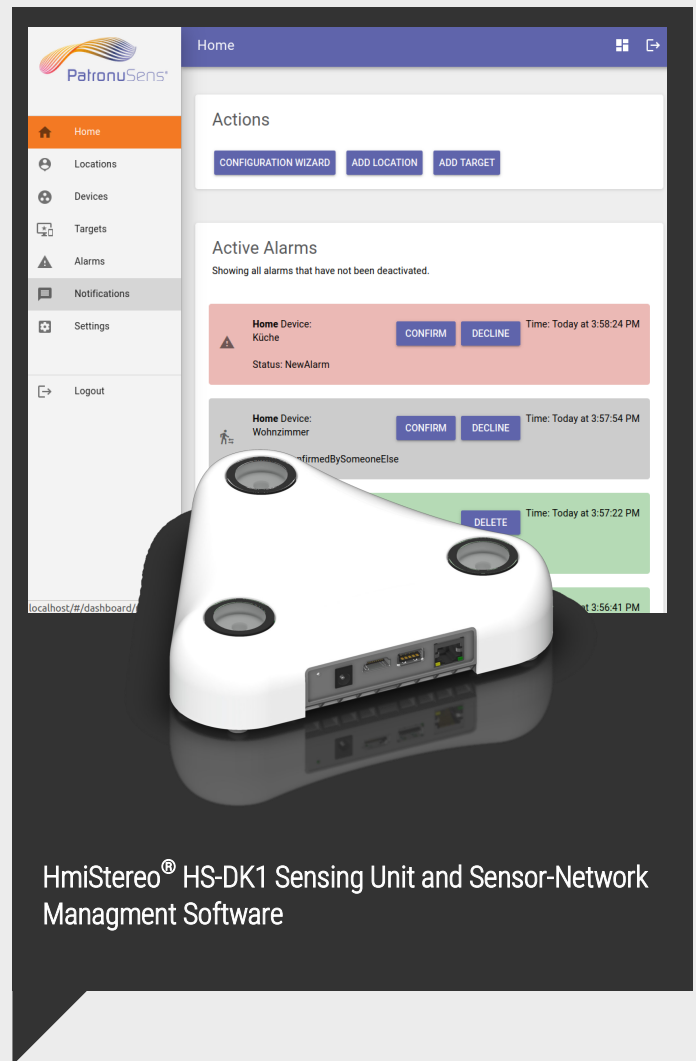 Home
PatronuSens®
Actions
Home
CONFIGURATION WIZARD ADD LOCATION ADD TARGET
Locations
Devices
Targets
Active Alarms
Alarms
Showing all alarms that have not been deactivated.
Notifications
Settings
Home Device: Küche
CONFIRM DECLINE
Time: Today at 3:58:24 PM
Status: NewAlarm
Logout
Home Device: Wohnzimmer
CONFIRM DECLINE
Time: Today at 3:57:54 PM
nfirmedBySomeoneElse
DELETE
Time: Today at 3:57:22 PM
localhost/#/dashboard/
at 3:56:41 PM
HmiStereo® HS-DK1 Sensing Unit and Sensor-Network
Managment Software